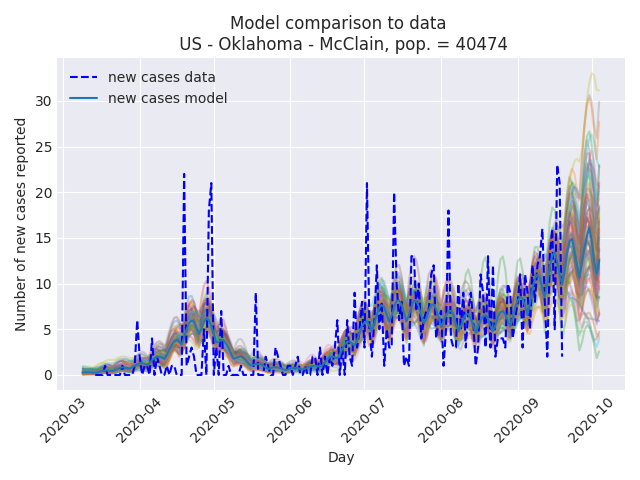 Model comparison to data
US - Oklahoma - McClain, pop. = 40474
new cases data
new cases model
Number of new cases reported
30
25
20
15
10
5
0
2020-03
2020-04
2020-05
2020-06
2020-07
2020-08
2020-09
2020-10
Day